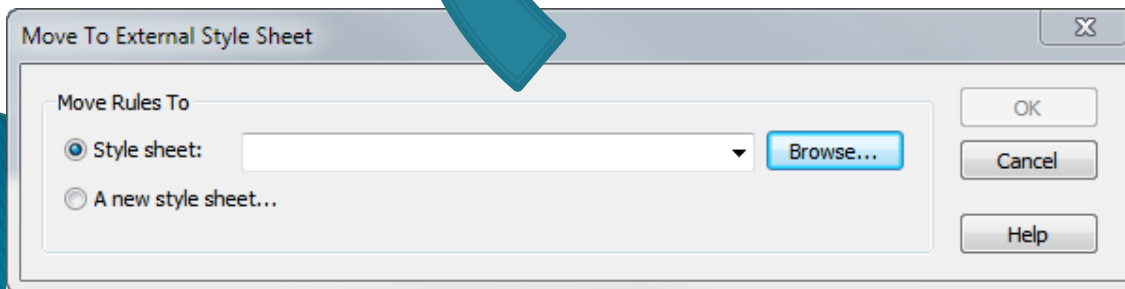 Move To External Style Sheet
Move Rules To
OK
Style sheet:
Browse...
Cancel
A new style sheet...
Help